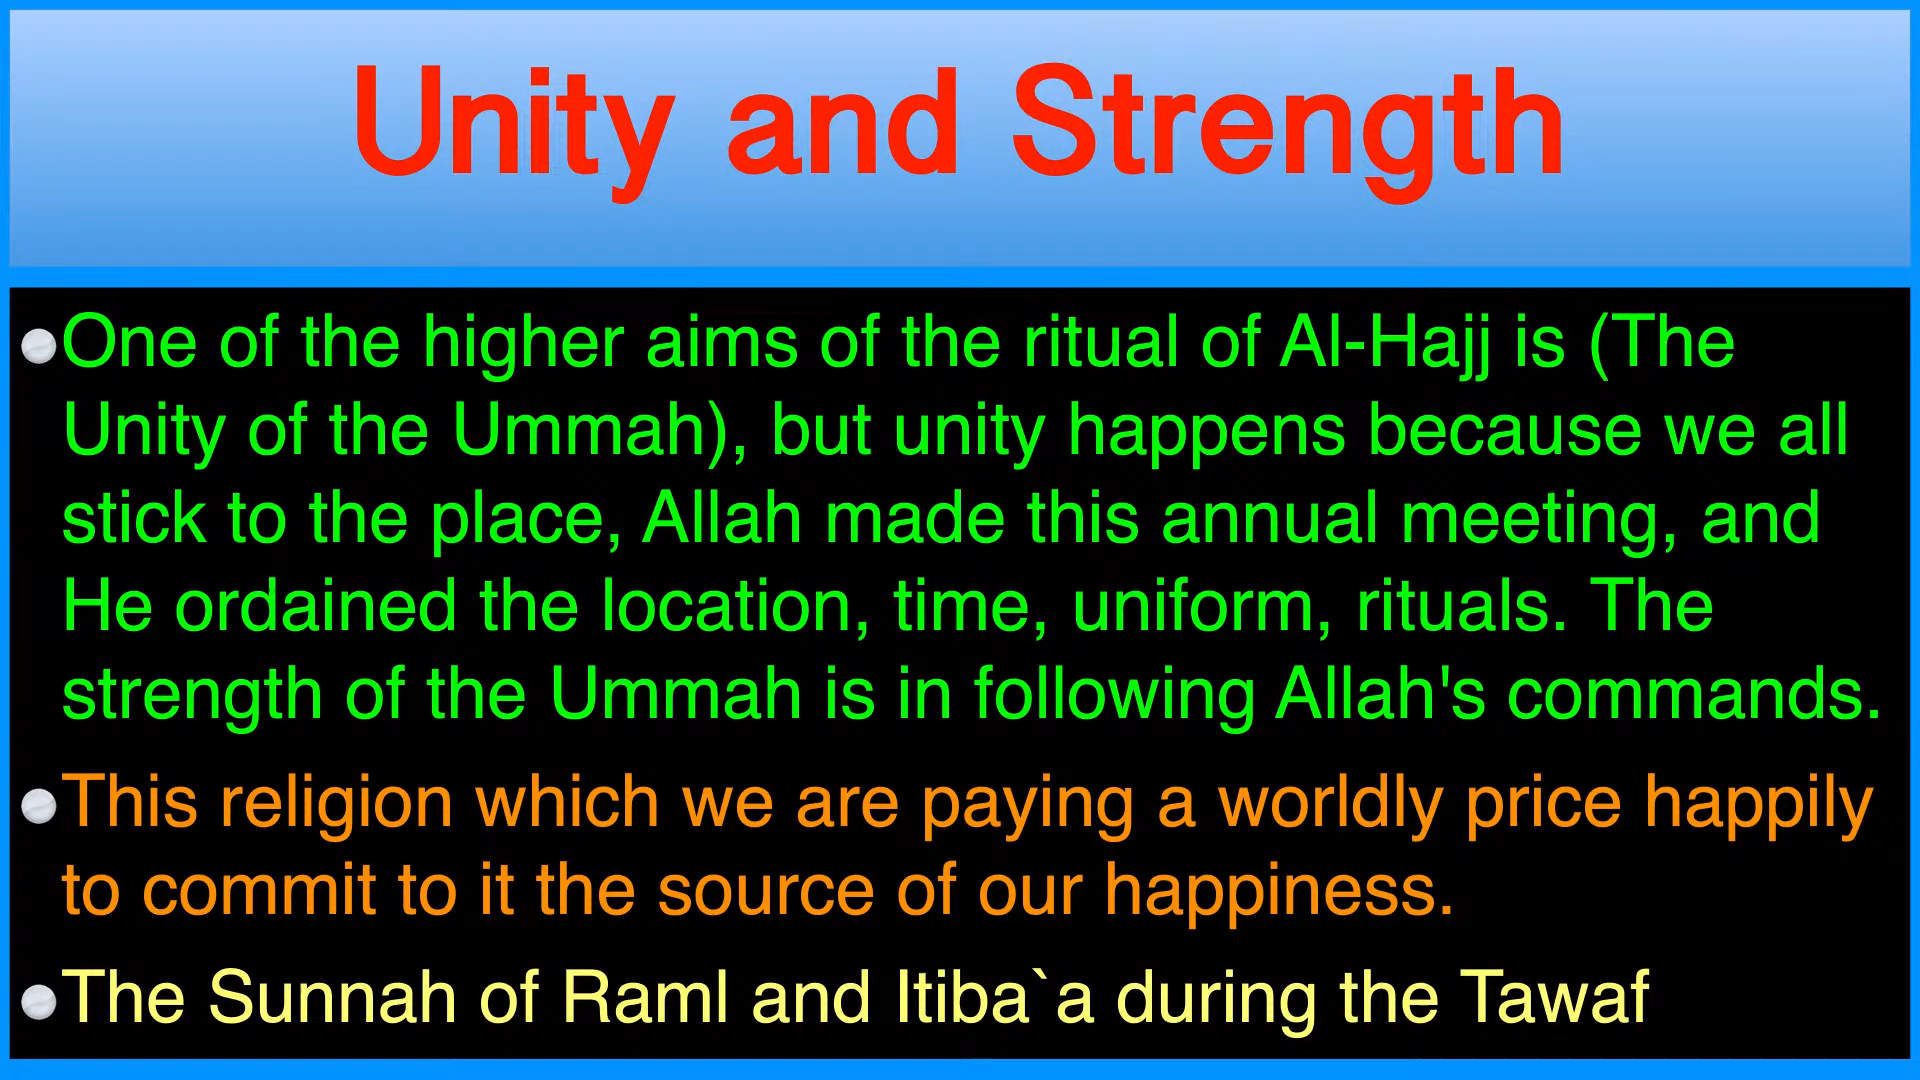 Unity and Strength
One of the higher aims of the ritual of Al-Hajj is (The
Unity of the Ummah), but unity happens because we all
stick to the place, Allah made this annual meeting, and
He ordained the location, time, uniform, rituals. The
strength of the Ummah is in following Allah's commands.
This religion which we are paying a worldly price happily
to commit to it the source of our happiness.
The Sunnah of Raml and Itiba`a during the Tawaf